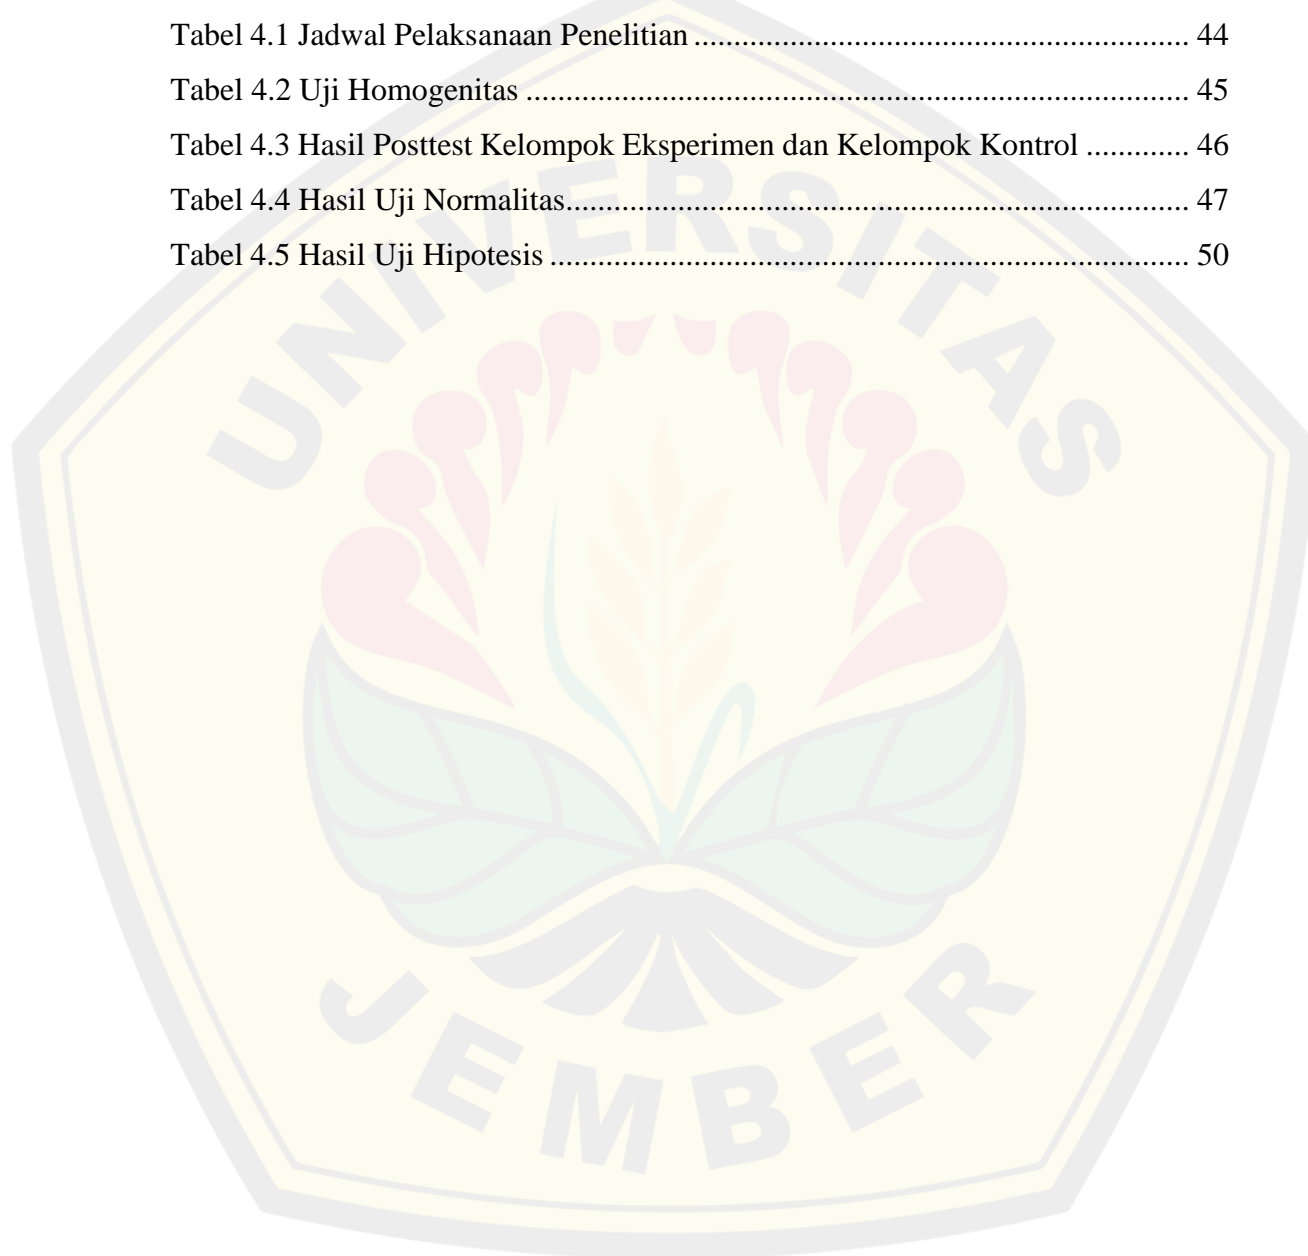 Tabel 4.1 Jadwal Pelaksanaan Penelitian .............................................................. 44
Tabel 4.2 Uji Homogenitas ................................................................................... 45
Tabel 4.3 Hasil Posttest Kelompok Eksperimen dan Kelompok Kontrol ............. 46
Tabel 4.4 Hasil Uji Normalitas.............................................................................. 47
Tabel 4.5 Hasil Uji Hipotesis ................................................................................ 50
UNIVERSITAS
JEMBER